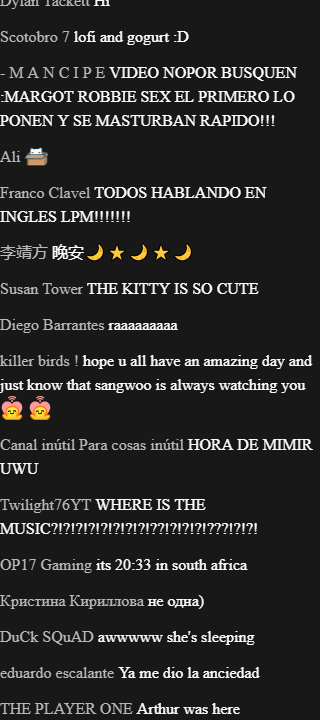 Dylan Tackett Hi
Scotobro 7 lofi and gogurt :D
- M A N C I P E VIDEO NOPOR BUSQUEN
:MARGOT ROBBIE SEX EL PRIMERO LO
PONEN Y SE MASTURBAN RAPIDO!!!
Ali
Franco Clavel TODOS HABLANDO EN
INGLES LPM!!!!!!!
李靖方 晚安🌙⭐🌙⭐🌙
Susan Tower THE KITTY IS SO CUTE
Diego Barrantes raaaaaaaaa
killer birds ! hope u all have an amazing day and
just know that sangwoo is always watching you
Canal inútil Para cosas inútil HORA DE MIMIR
UWU
Twilight76YT WHERE IS THE
MUSIC?!?!?!?!?!?!?!?!??!?!?!?!???!?!?!
OP17 Gaming its 20:33 in south africa
Кристина Кириллова не одна)
DuCk SQuAD awwwww she's sleeping
eduardo escalante Ya me dio la anciedad
THE PLAYER ONE Arthur was here